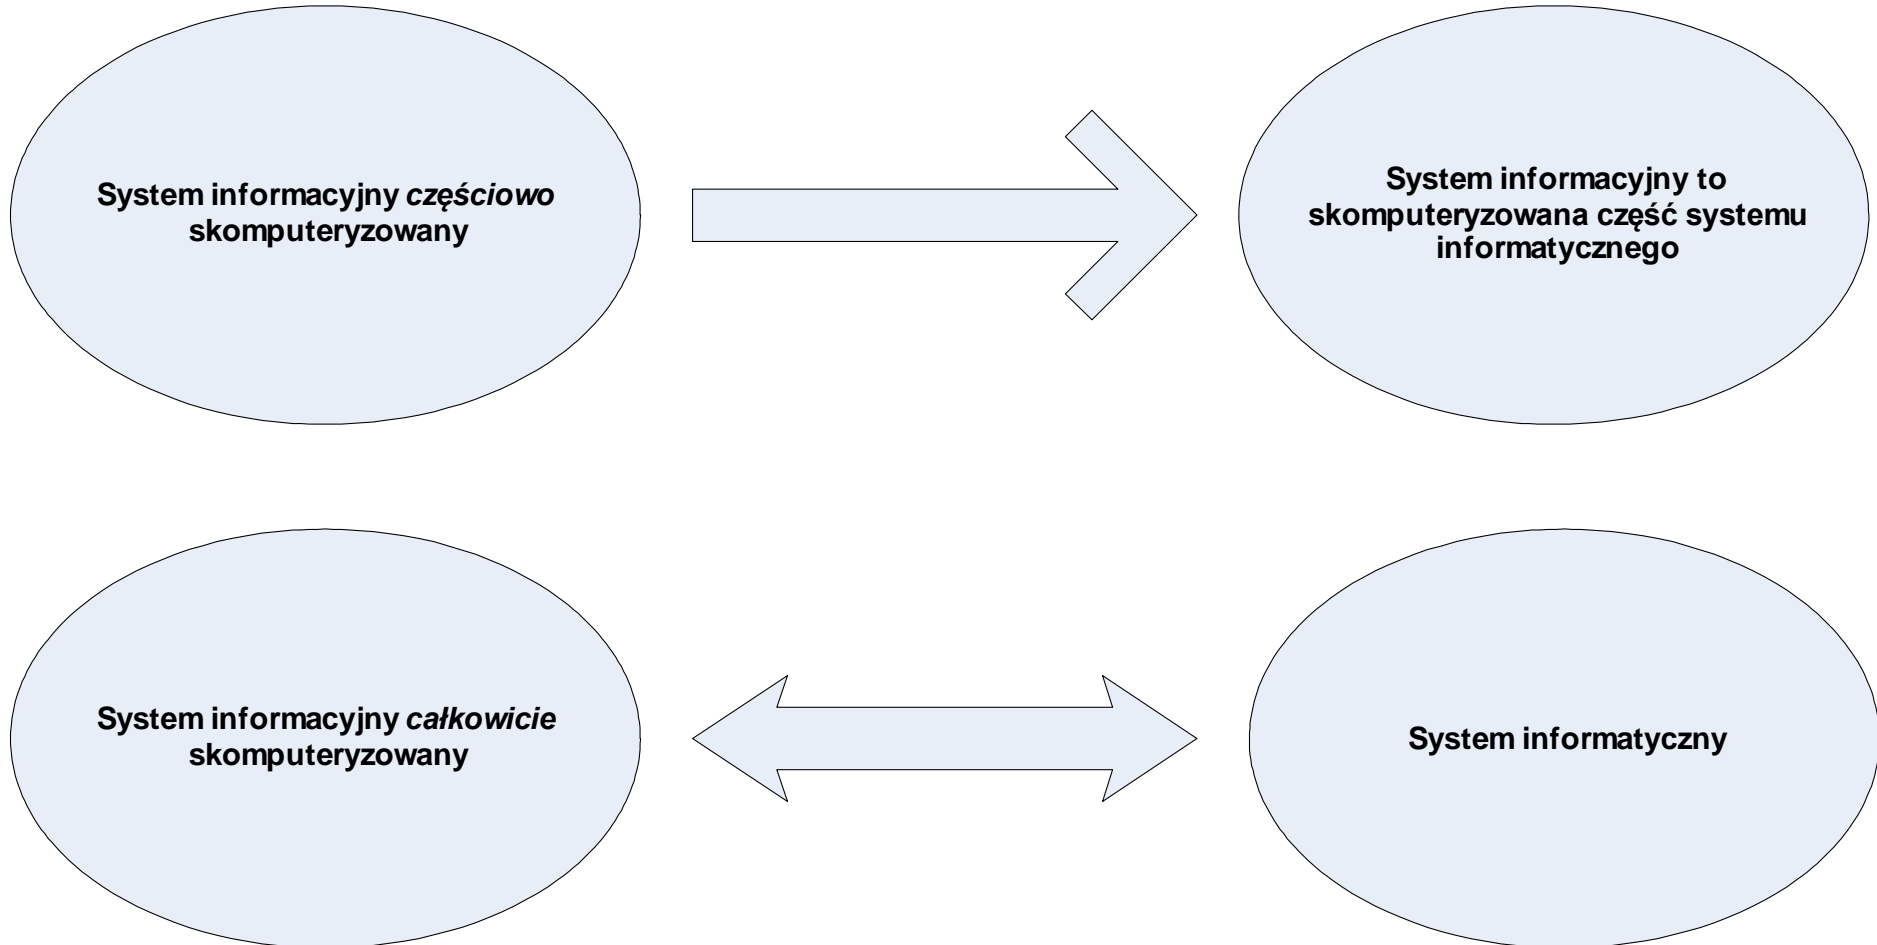 System informacyjny częściowo
skomputeryzowany
System informacyjny to
skomputeryzowana część systemu
informatycznego
System informacyjny całkowicie
skomputeryzowany
System informatyczny